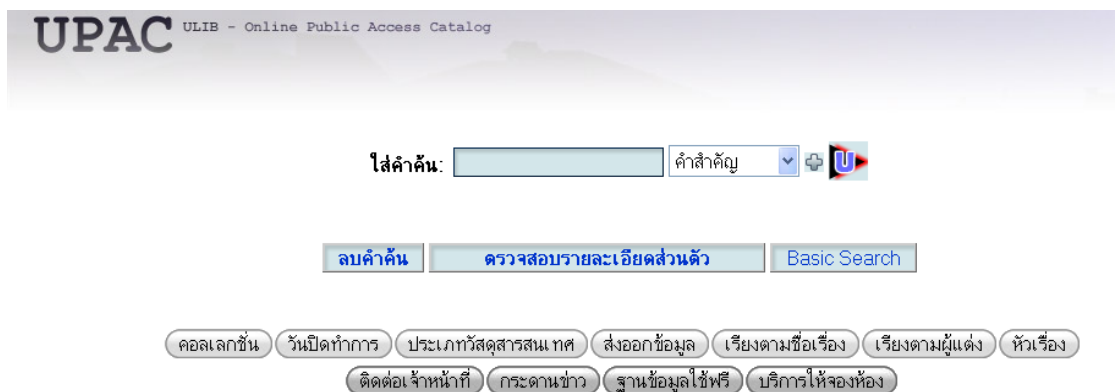 UPAC ULIB - Online Public Access Catalog
ใส่คำค้น: คำสำคัญ U
ลบคำค้น ตรวจสอบรายละเอียดส่วนตัว Basic Search
คอลเลกชั่น วันปิดทำการ ประเภทวัสดุสารสนเทศ ส่งออกข้อมูล เรียงตามชื่อเรื่อง เรียงตามผู้แต่ง หัวเรื่อง
ติดต่อเจ้าหน้าที่ กระดานข่าว ฐานข้อมูลใช้ฟรี บริการให้จองห้อง